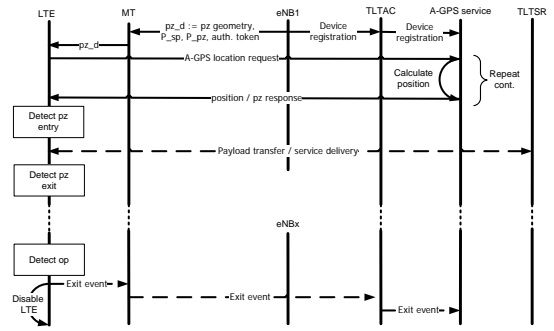 LTE MT eNB1 TLTAC A-GPS service TLTSR
pz_d := pz geometry,
P_sp, P_pz, auth. token
Device
registration
Device
registration
pz_d
A-GPS location request
Calculate
position
Repeat
cont.
position / pz response
Detect pz
entry
Payload transfer / service delivery
Detect pz
exit
eNBx
Detect op
Exit event
Disable
LTE
Exit event
Exit event